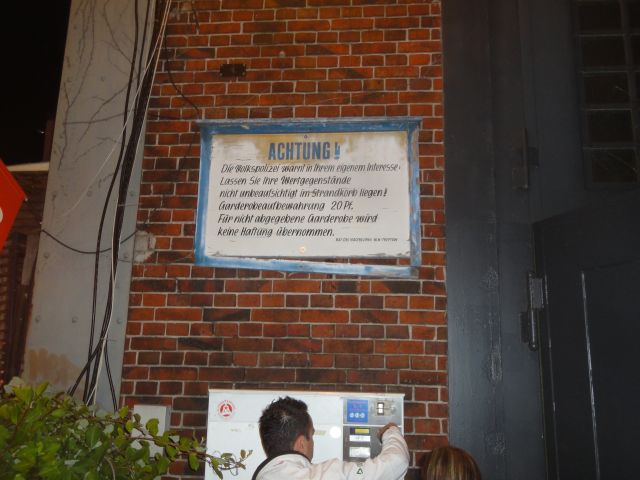 ACHTUNG!
Die Volkspolizei warnt in Ihrem eigenem Interesse:
Lassen Sie Ihre Wertgegenstände
nicht unbeaufsichtigt im Strandkorb liegen!
Garderobeaufbewahrung 20 Pf.
Für nicht abgegebene Garderobe wird
keine Haftung übernommen.